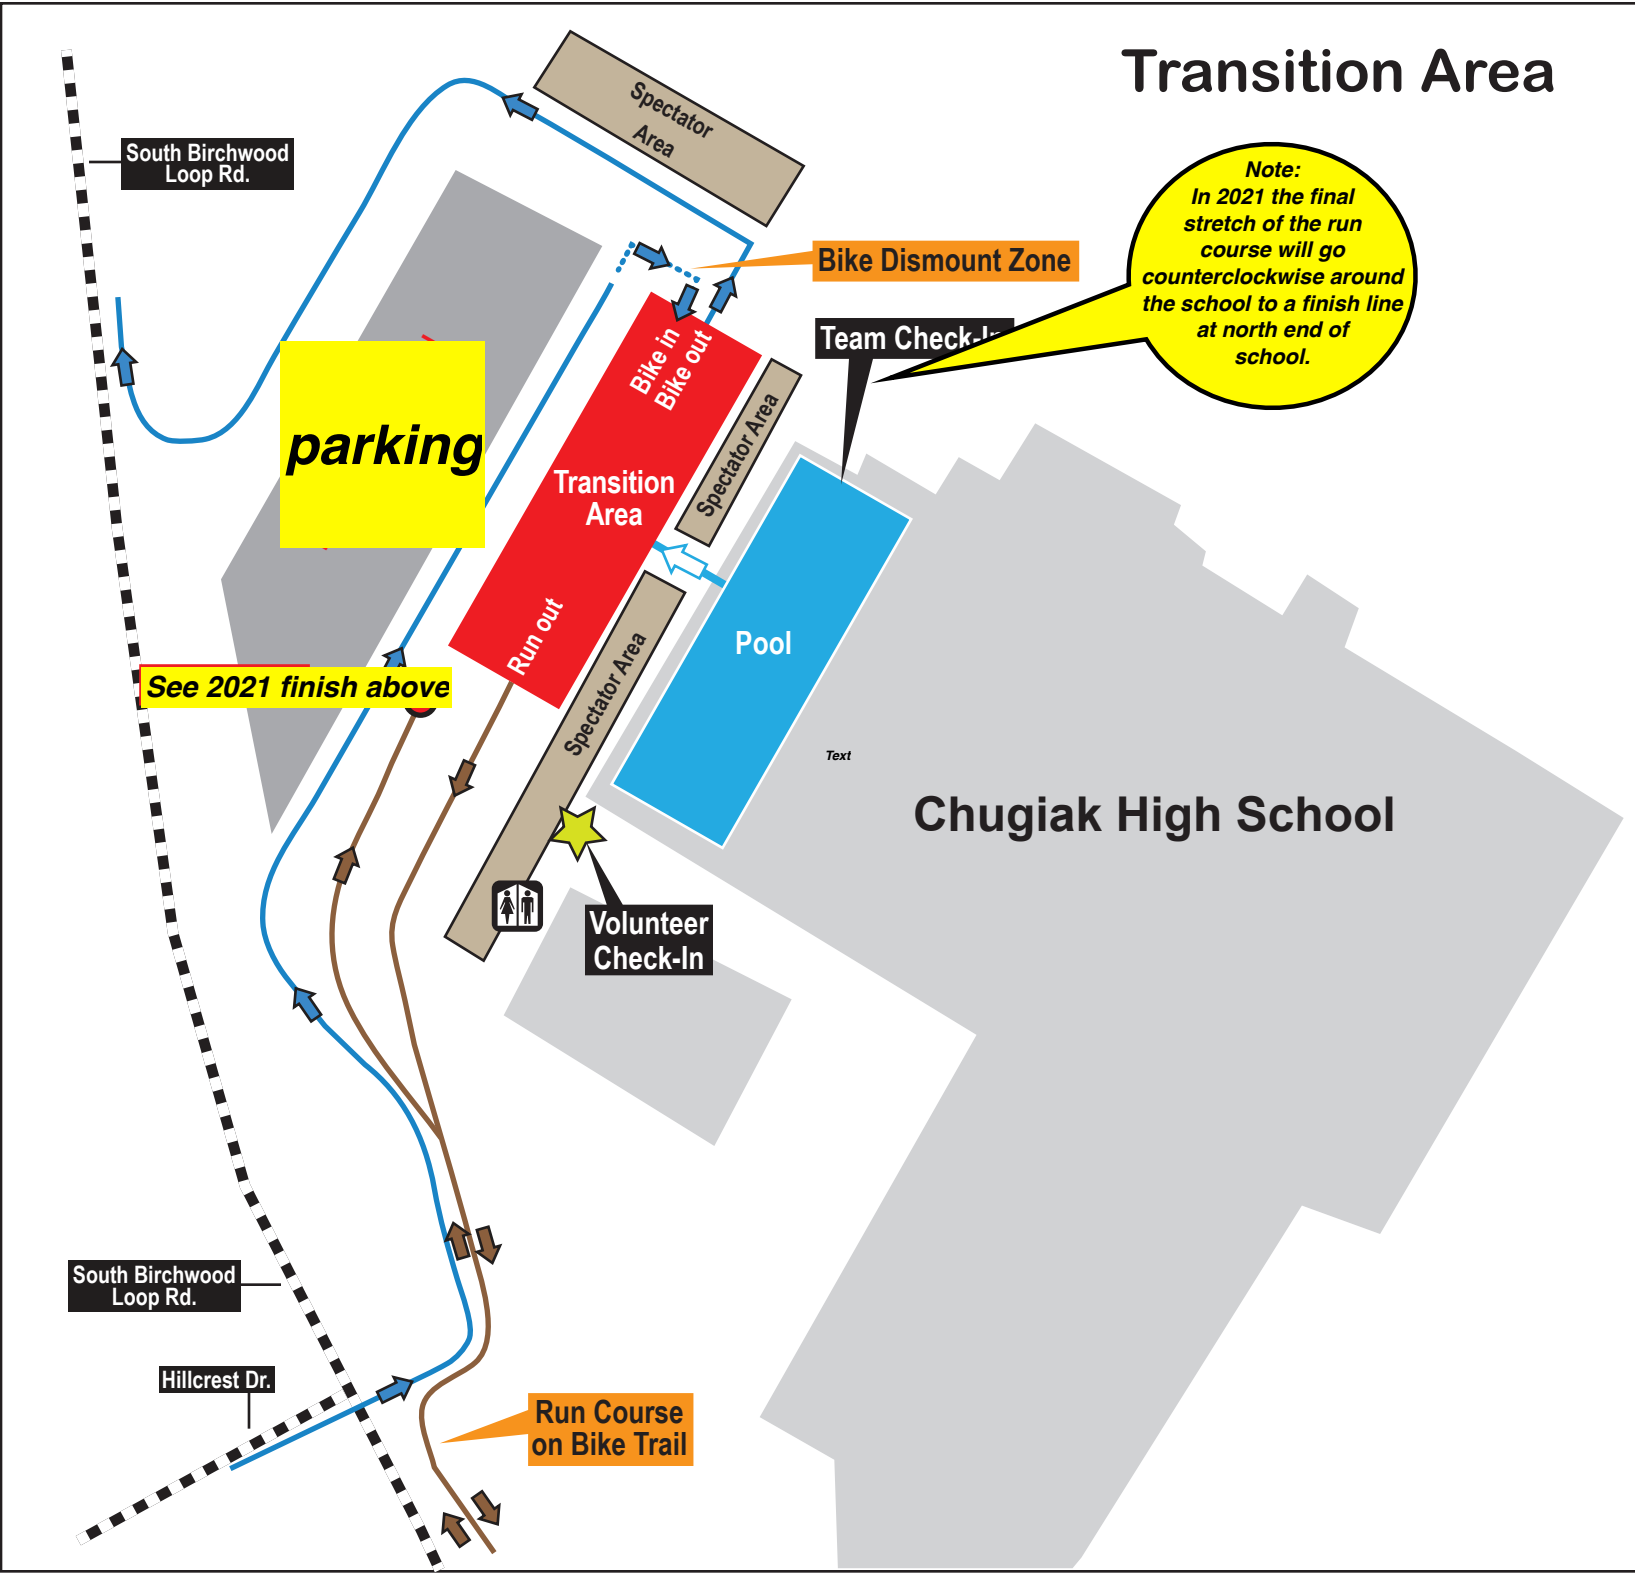 Transition Area
Spectator
Area
South Birchwood
Loop Rd.
Note:
In 2021 the final
stretch of the run
course will go
counterclockwise around
the school to a finish line
at north end of
school.
Bike Dismount Zone
Team Check-In
Bike in
Bike out
parking
Spectator Area
Transition
Area
Run out
Pool
Spectator Area
See 2021 finish above
Text
Chugiak High School
Volunteer
Check-In
South Birchwood
Loop Rd.
Hillcrest Dr.
Run Course
on Bike Trail